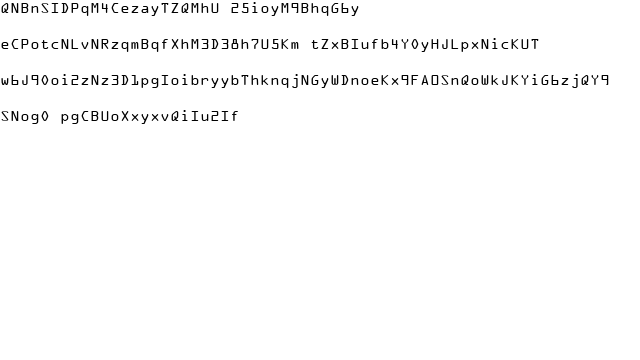 QNBnSIDPqM4CezayTZQMhU 25ioyM9BhqG6y
eCPotcNLvNRzqmBqfXhM3D38h7U5Km tZxBIufb4Y0yHJLpxNicKUT
w6J90oi2zNz3D1pgIoibryybThknqjNGyWDnoeKx9FAOSnQoWkJKYiG6zjQY9
SNog0 pgCBUoXxyxvQiIu2If